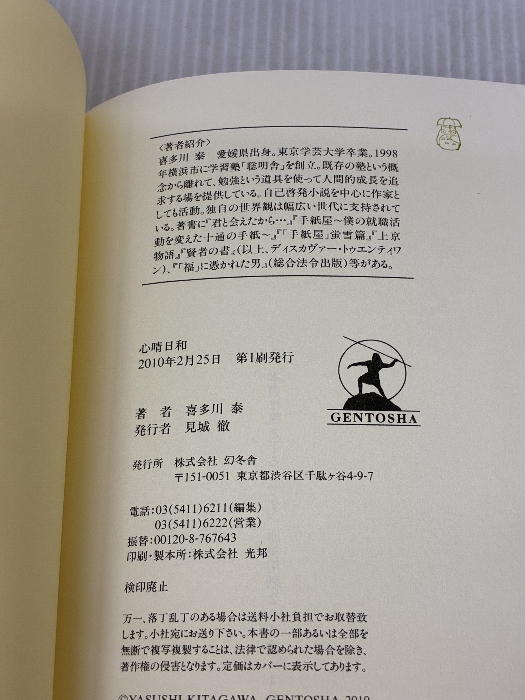 〈著者紹介〉
喜多川 泰　愛媛県出身。東京学芸大学卒業。1998
年横浜市に学習塾「聡明舎」を創立。既存の塾という概
念から離れて、勉強という道具を使って人間的成長を追
求する場を提供している。自己啓発小説を中心に作家と
しても活動。独自の世界観は幅広い世代に支持されて
いる。著書に『君と会えたから…』『手紙屋〜僕の就職活
動を変えた十通の手紙〜』『「手紙屋」蛍雪篇』『上京
物語』『賢者の書』(以上、ディスカヴァー・トゥエンティワ
ン)、『「福」に憑かれた男』(総合法令出版)等がある。
心晴日和
2010年2月25日　第1刷発行
GENTOSHA
著　者　喜多川 泰
発行者　見城 徹
発行所　株式会社 幻冬舎
〒151-0051 東京都渋谷区千駄ヶ谷4-9-7
電話:03(5411)6211(編集)
03(5411)6222(営業)
振替:00120-8-767643
印刷・製本所:株式会社 光邦
検印廃止
万一、落丁乱丁のある場合は送料小社負担でお取替致
します。小社宛にお送り下さい。本書の一部あるいは全部を
無断で複写複製することは、法律で認められた場合を除き、
著作権の侵害となります。定価はカバーに表示してあります。
©YASUSHI KITAGAWA, GENTOSHA 2010